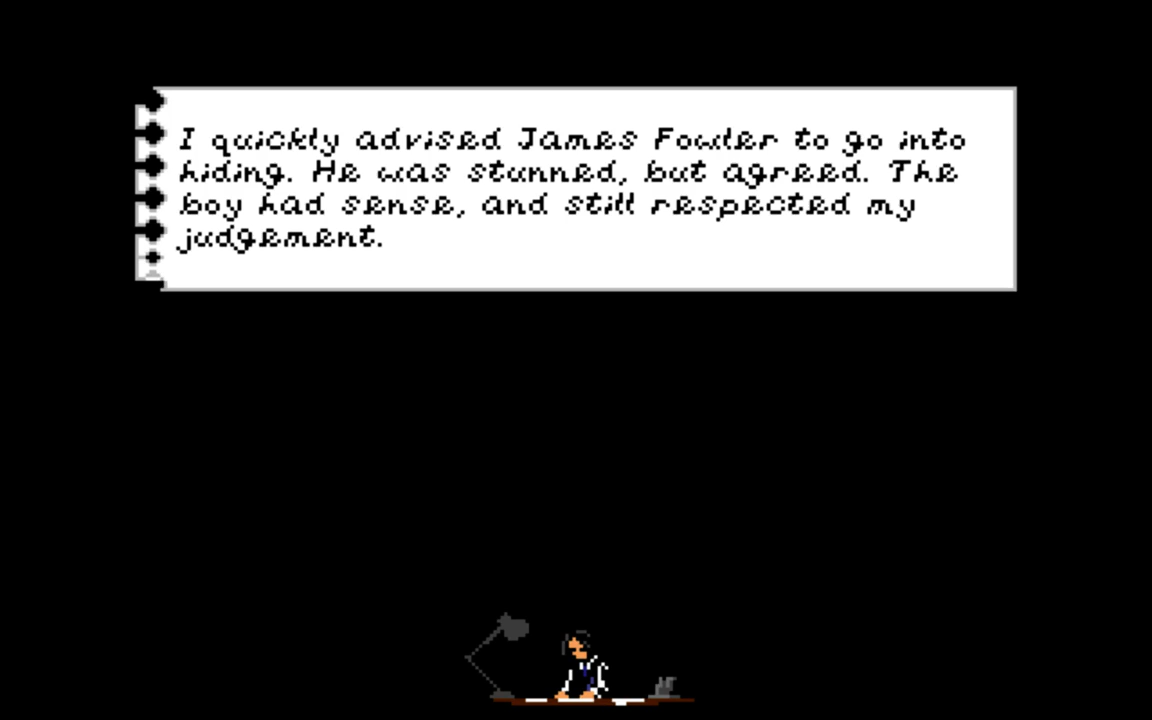 I quickly advised James Fowler to go into
hiding. He was stunned, but agreed. The
boy had sense, and still respected my
judgement.